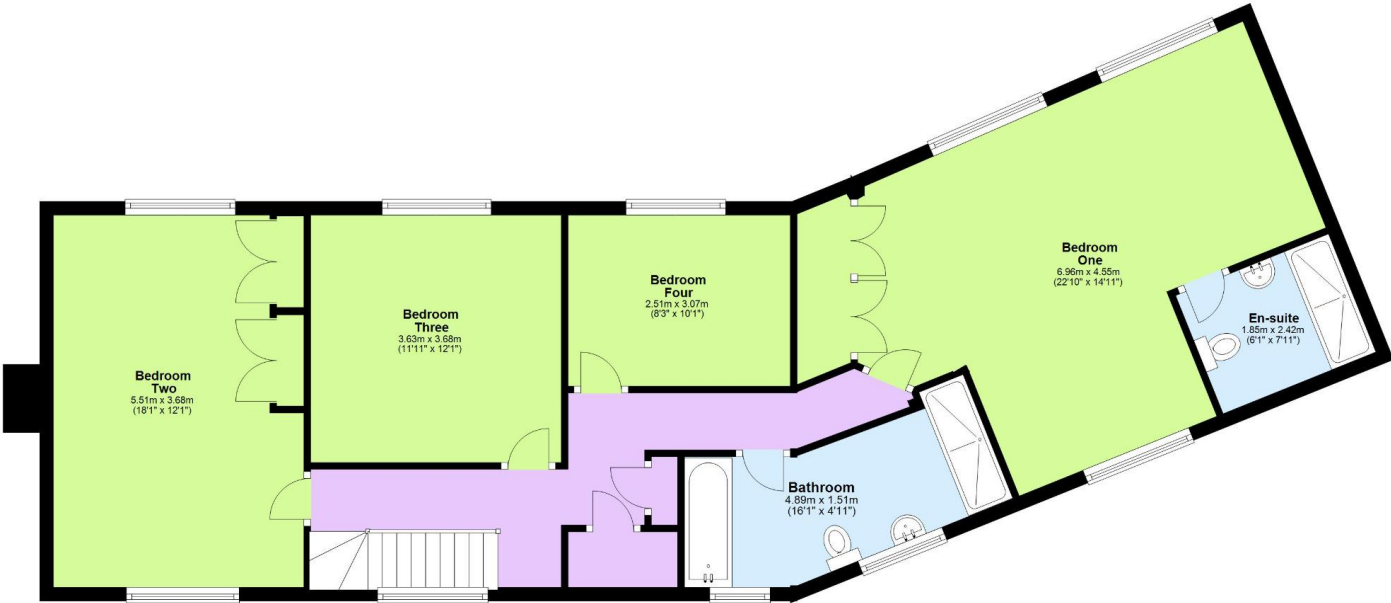 Bedroom
Two
5.51m x 3.68m
(18'1" x 12'1")
Bedroom
Three
3.63m x 3.68m
(11'11" x 12'1")
Bedroom
Four
2.51m x 3.07m
(8'3" x 10'1")
Bedroom
One
6.96m x 4.55m
(22'10" x 14'11")
En-suite
1.85m x 2.42m
(6'1" x 7'11")
Bathroom
4.89m x 1.51m
(16'1" x 4'11")